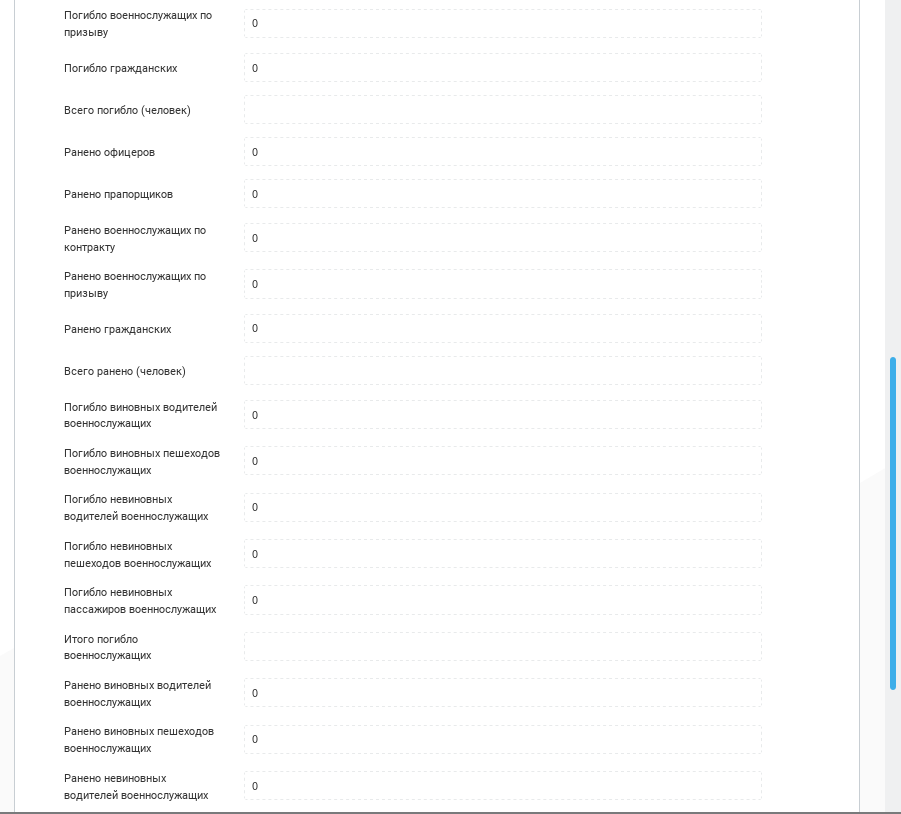 Погибло военнослужащих по
призыву
0
Погибло гражданских
0
Всего погибло (человек)
Ранено офицеров
0
Ранено прапорщиков
0
Ранено военнослужащих по
контракту
0
Ранено военнослужащих по
призыву
0
Ранено гражданских
0
Всего ранено (человек)
Погибло виновных водителей
военнослужащих
0
Погибло виновных пешеходов
военнослужащих
0
Погибло невиновных
водителей военнослужащих
0
Погибло невиновных
пешеходов военнослужащих
0
Погибло невиновных
пассажиров военнослужащих
0
Итого погибло
военнослужащих
Ранено виновных водителей
военнослужащих
0
Ранено виновных пешеходов
военнослужащих
0
Ранено невиновных
водителей военнослужащих
0